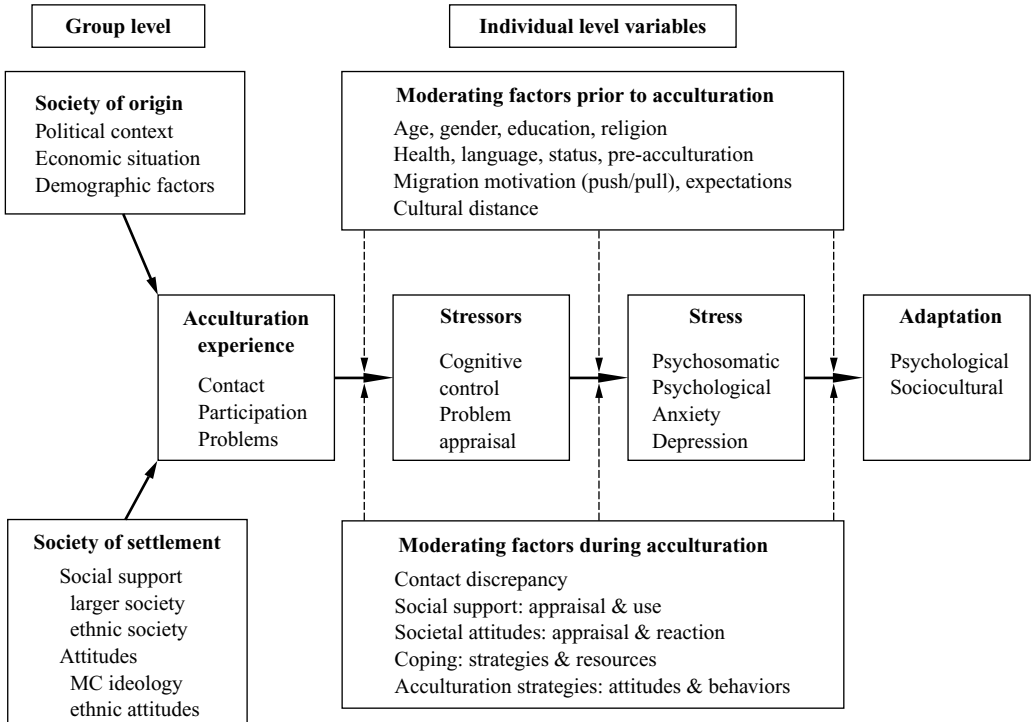 Group level
Individual level variables
Society of origin
Political context
Economic situation
Demographic factors
Moderating factors prior to acculturation
Age, gender, education, religion
Health, language, status, pre-acculturation
Migration motivation (push/pull), expectations
Cultural distance
Acculturation
experience
Contact
Participation
Problems
Stressors
Cognitive
control
Problem
appraisal
Stress
Psychosomatic
Psychological
Anxiety
Depression
Adaptation
Psychological
Sociocultural
Society of settlement
Social support
larger society
ethnic society
Attitudes
MC ideology
ethnic attitudes
Moderating factors during acculturation
Contact discrepancy
Social support: appraisal & use
Societal attitudes: appraisal & reaction
Coping: strategies & resources
Acculturation strategies: attitudes & behaviors